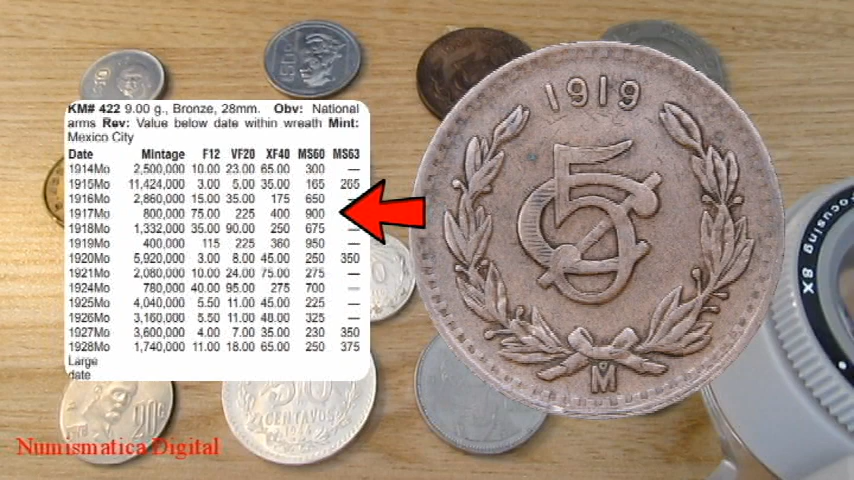 KM# 422 9.00 g., Bronze, 28mm. Obv: National
arms Rev: Value below date within wreath Mint:
Mexico City
Date Mintage F12 VF20 XF40 MS60 MS63
1914Mo 2,500,000 10.00 23.00 65.00 300 —
1915Mo 11,424,000 3.00 5.00 35.00 165 265
1916Mo 2,860,000 15.00 35.00 175 650 —
1917Mo 800,000 75.00 225 400 900 —
1918Mo 1,332,000 35.00 90.00 250 675 —
1919Mo 400,000 115 225 360 950 —
1920Mo 5,920,000 3.00 8.00 45.00 250 350
1921Mo 2,080,000 10.00 24.00 75.00 275 —
1924Mo 780,000 40.00 95.00 275 700 —
1925Mo 4,040,000 5.50 11.00 45.00 225 —
1926Mo 3,160,000 5.50 11.00 48.00 325 —
1927Mo 3,600,000 4.00 7.00 35.00 230 350
1928Mo 1,740,000 11.00 18.00 65.00 250 375
Large
date
1919
5
M
50
20¢
50
CENTAVOS
ocusing 8X
Numismatica Digital